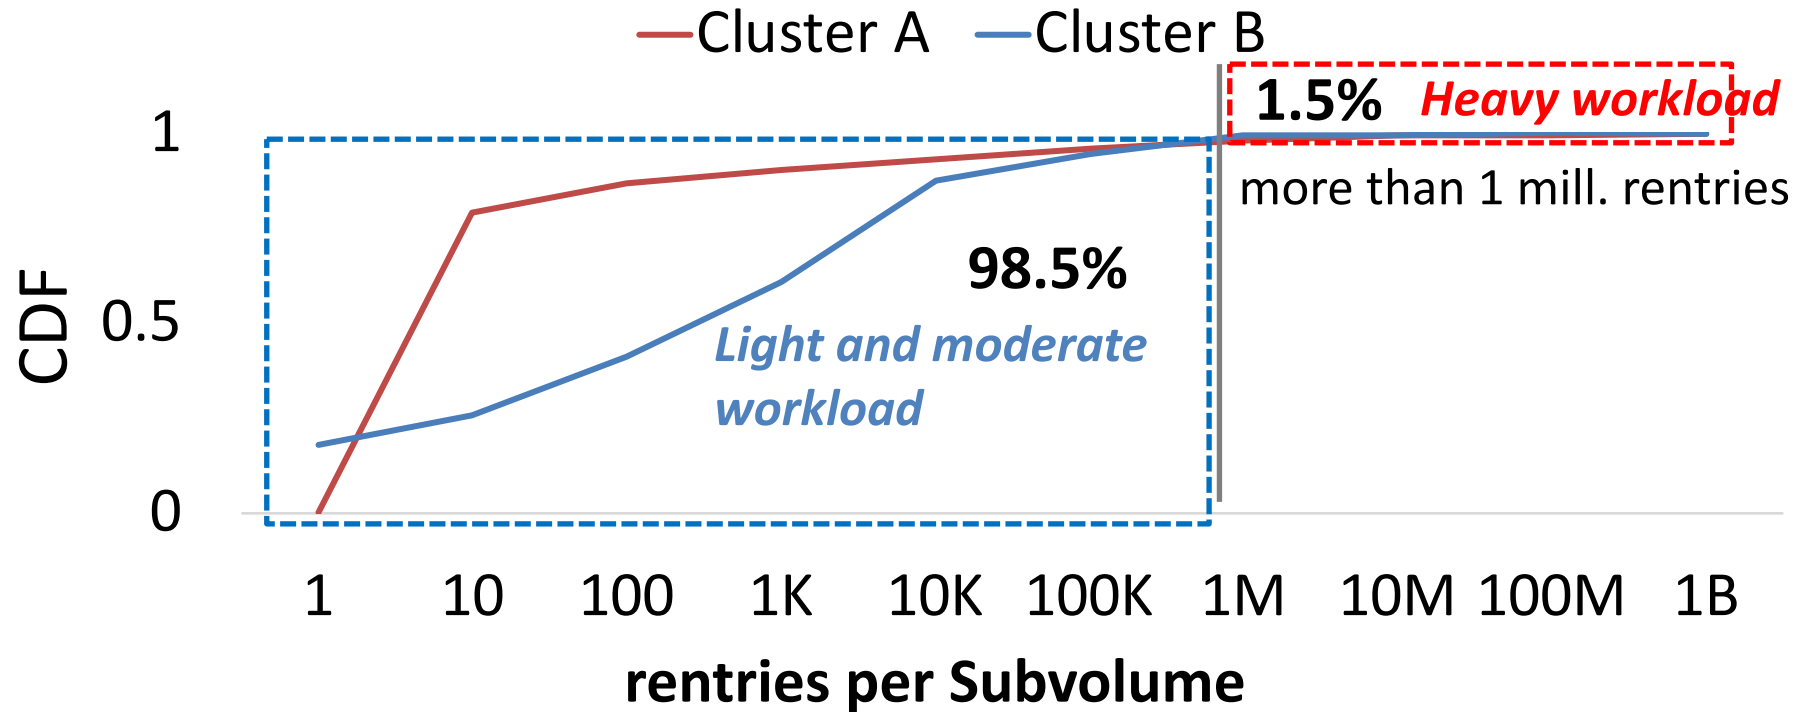 Cluster A Cluster B
1.5% Heavy workload
1
more than 1 mill. rentries
98.5%
CDF
0.5
Light and moderate
workload
0
1 10 100 1K 10K 100K 1M 10M 100M 1B
rentries per Subvolume